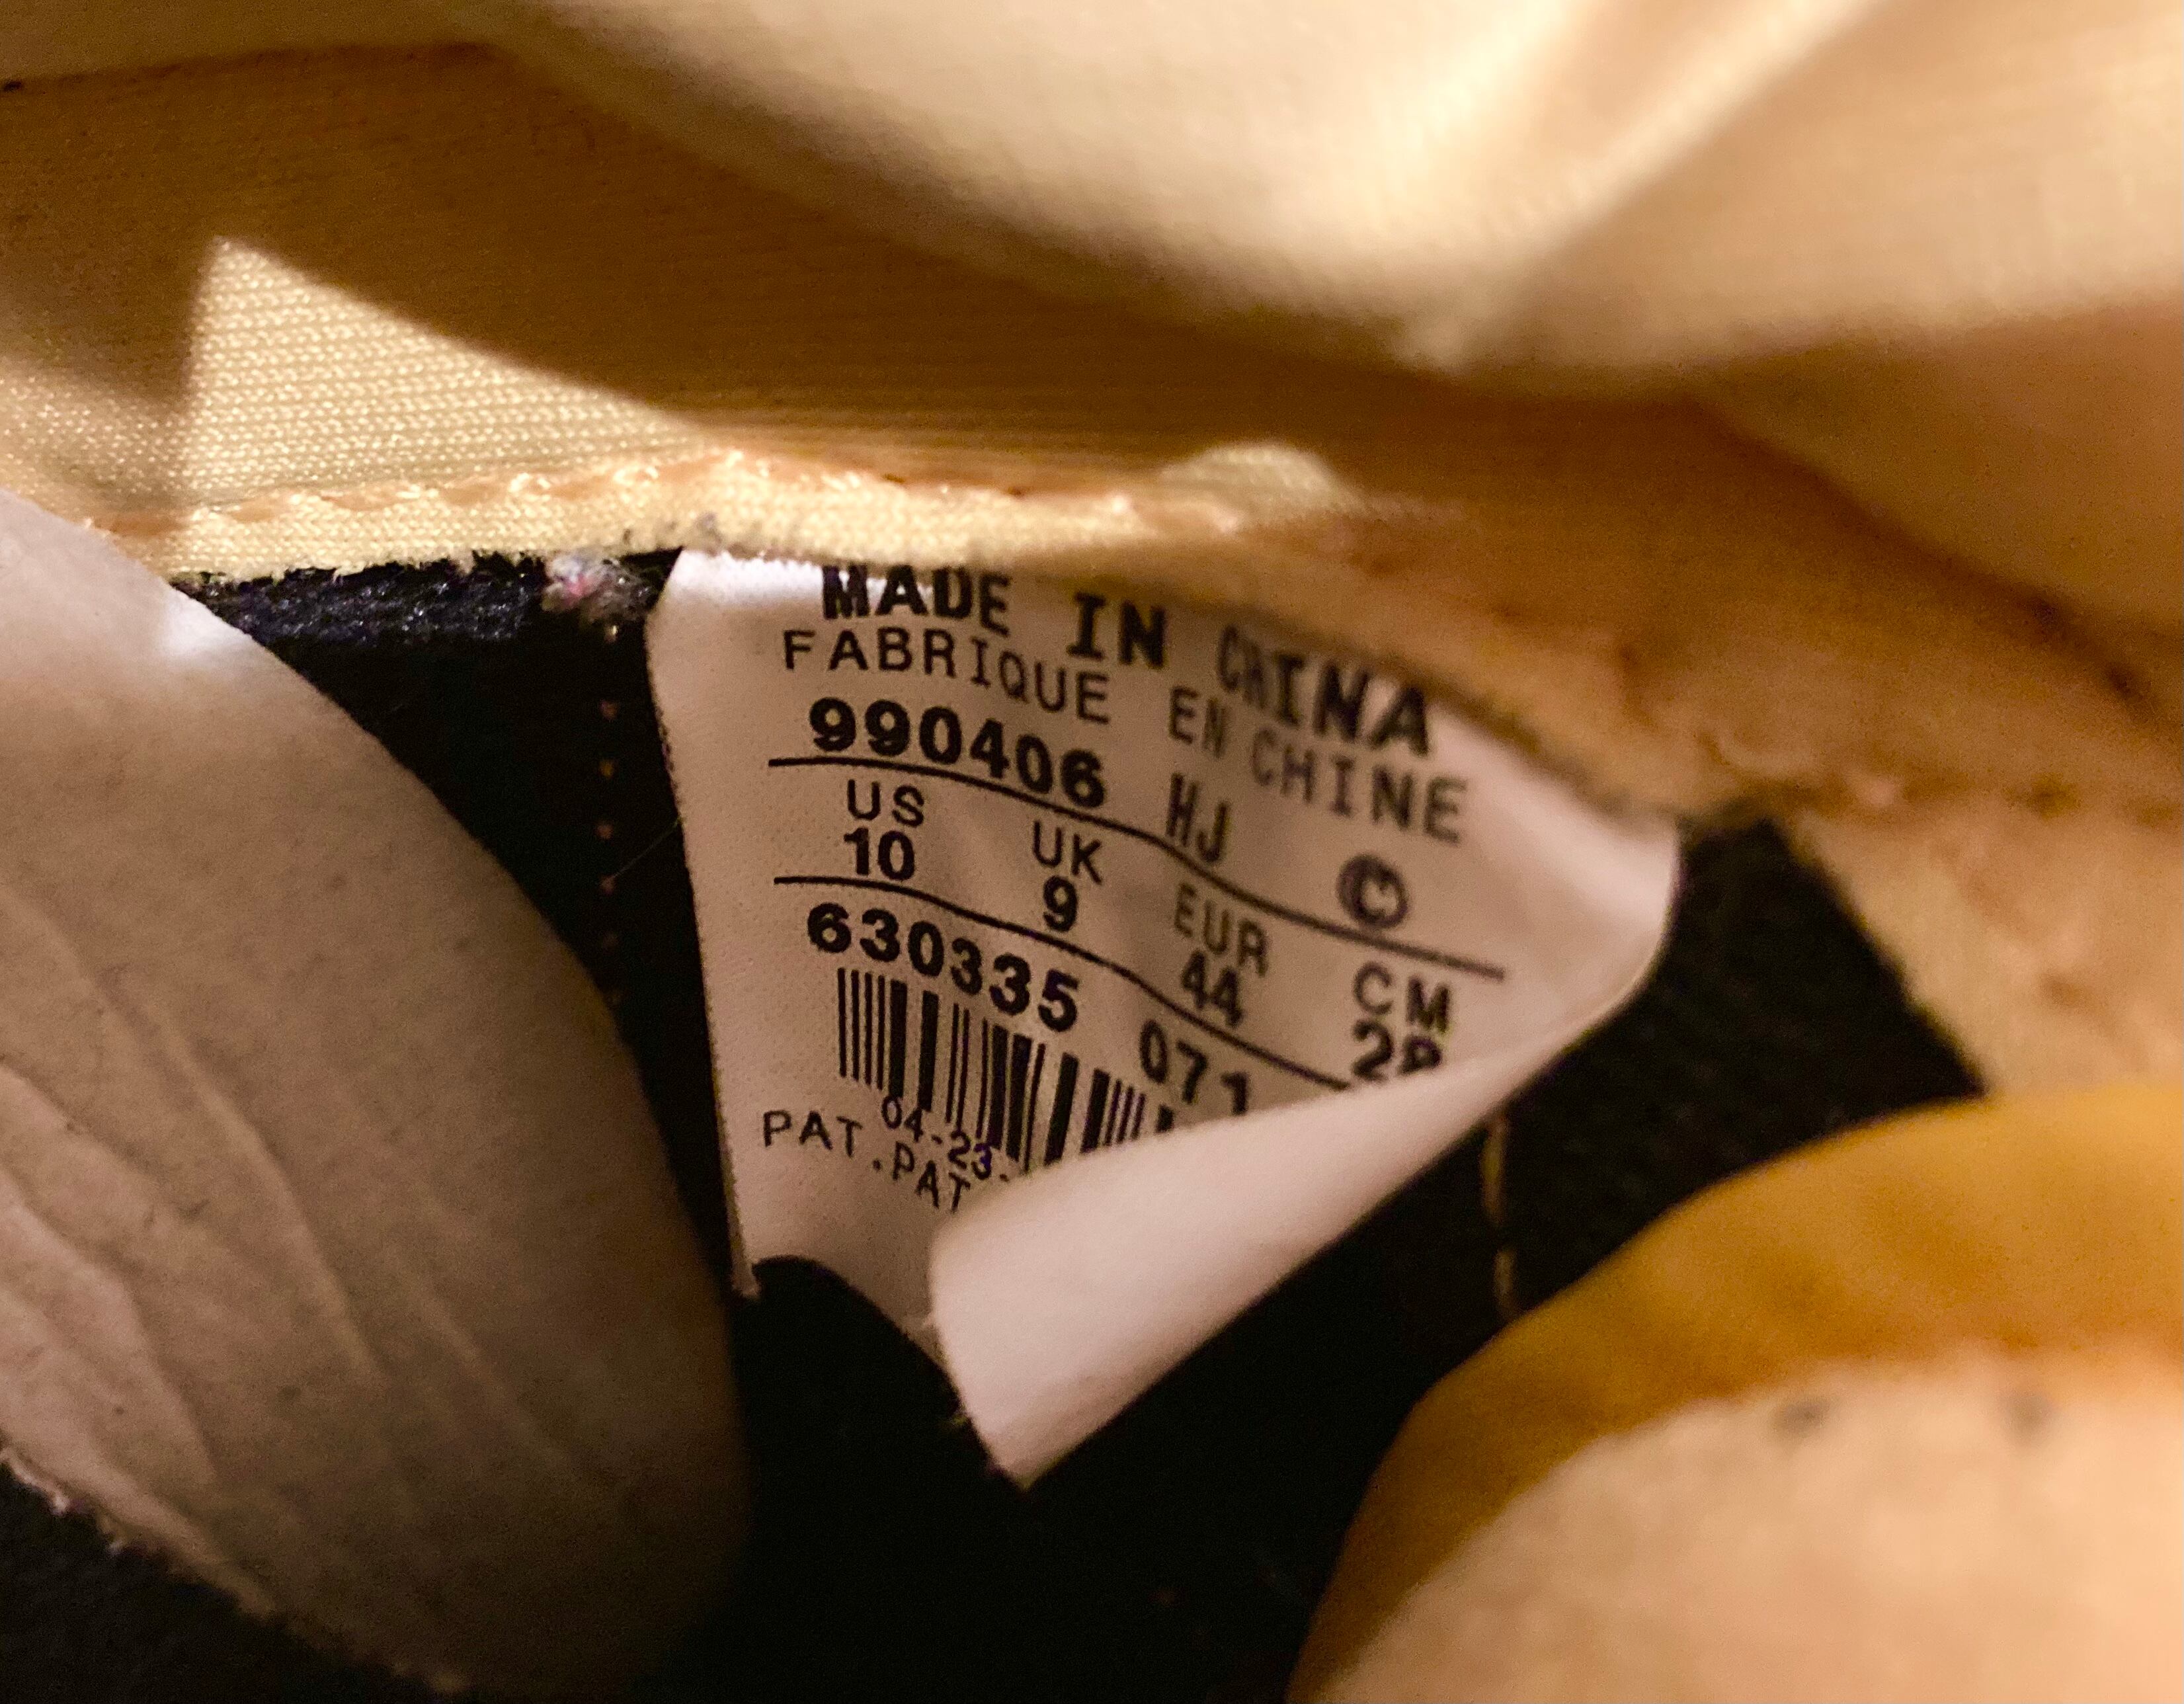 MADE IN CHINA
FABRIQUE EN CHINE
990406 HJ ©
US UK EUR CM
10 9 44
630335 071
04-23-
PAT.PAT